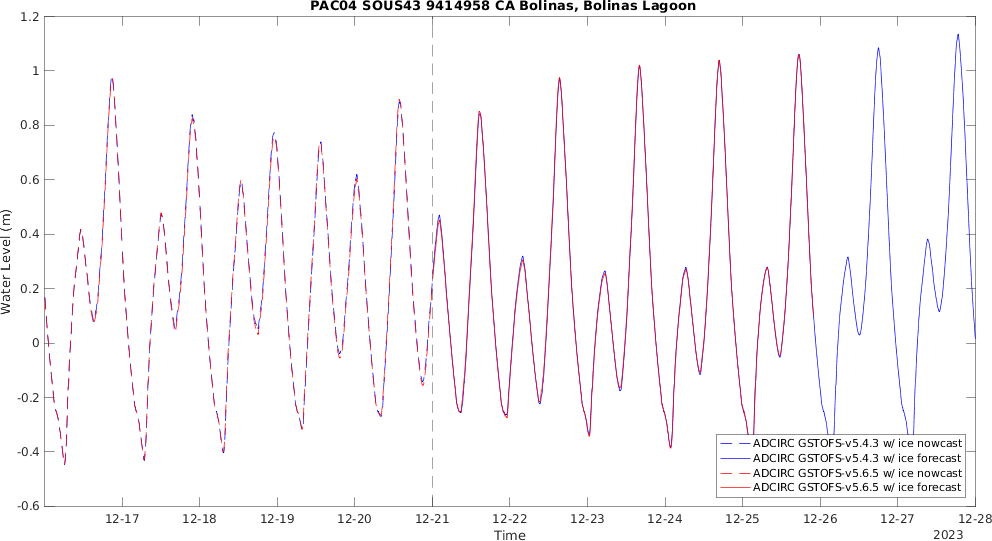 PAC04 SOUS43 9414958 CA Bolinas, Bolinas Lagoon
1.2
1
0.8
0.6
0.4
0.2
0
-0.2
-0.4
-0.6
Water Level (m)
ADCIRC GSTOFS-v5.4.3 w/ ice nowcast
ADCIRC GSTOFS-v5.4.3 w/ ice forecast
ADCIRC GSTOFS-v5.6.5 w/ ice nowcast
ADCIRC GSTOFS-v5.6.5 w/ ice forecast
12-17 12-18 12-19 12-20 12-21 12-22 12-23 12-24 12-25 12-26 12-27 12-28
Time
2023